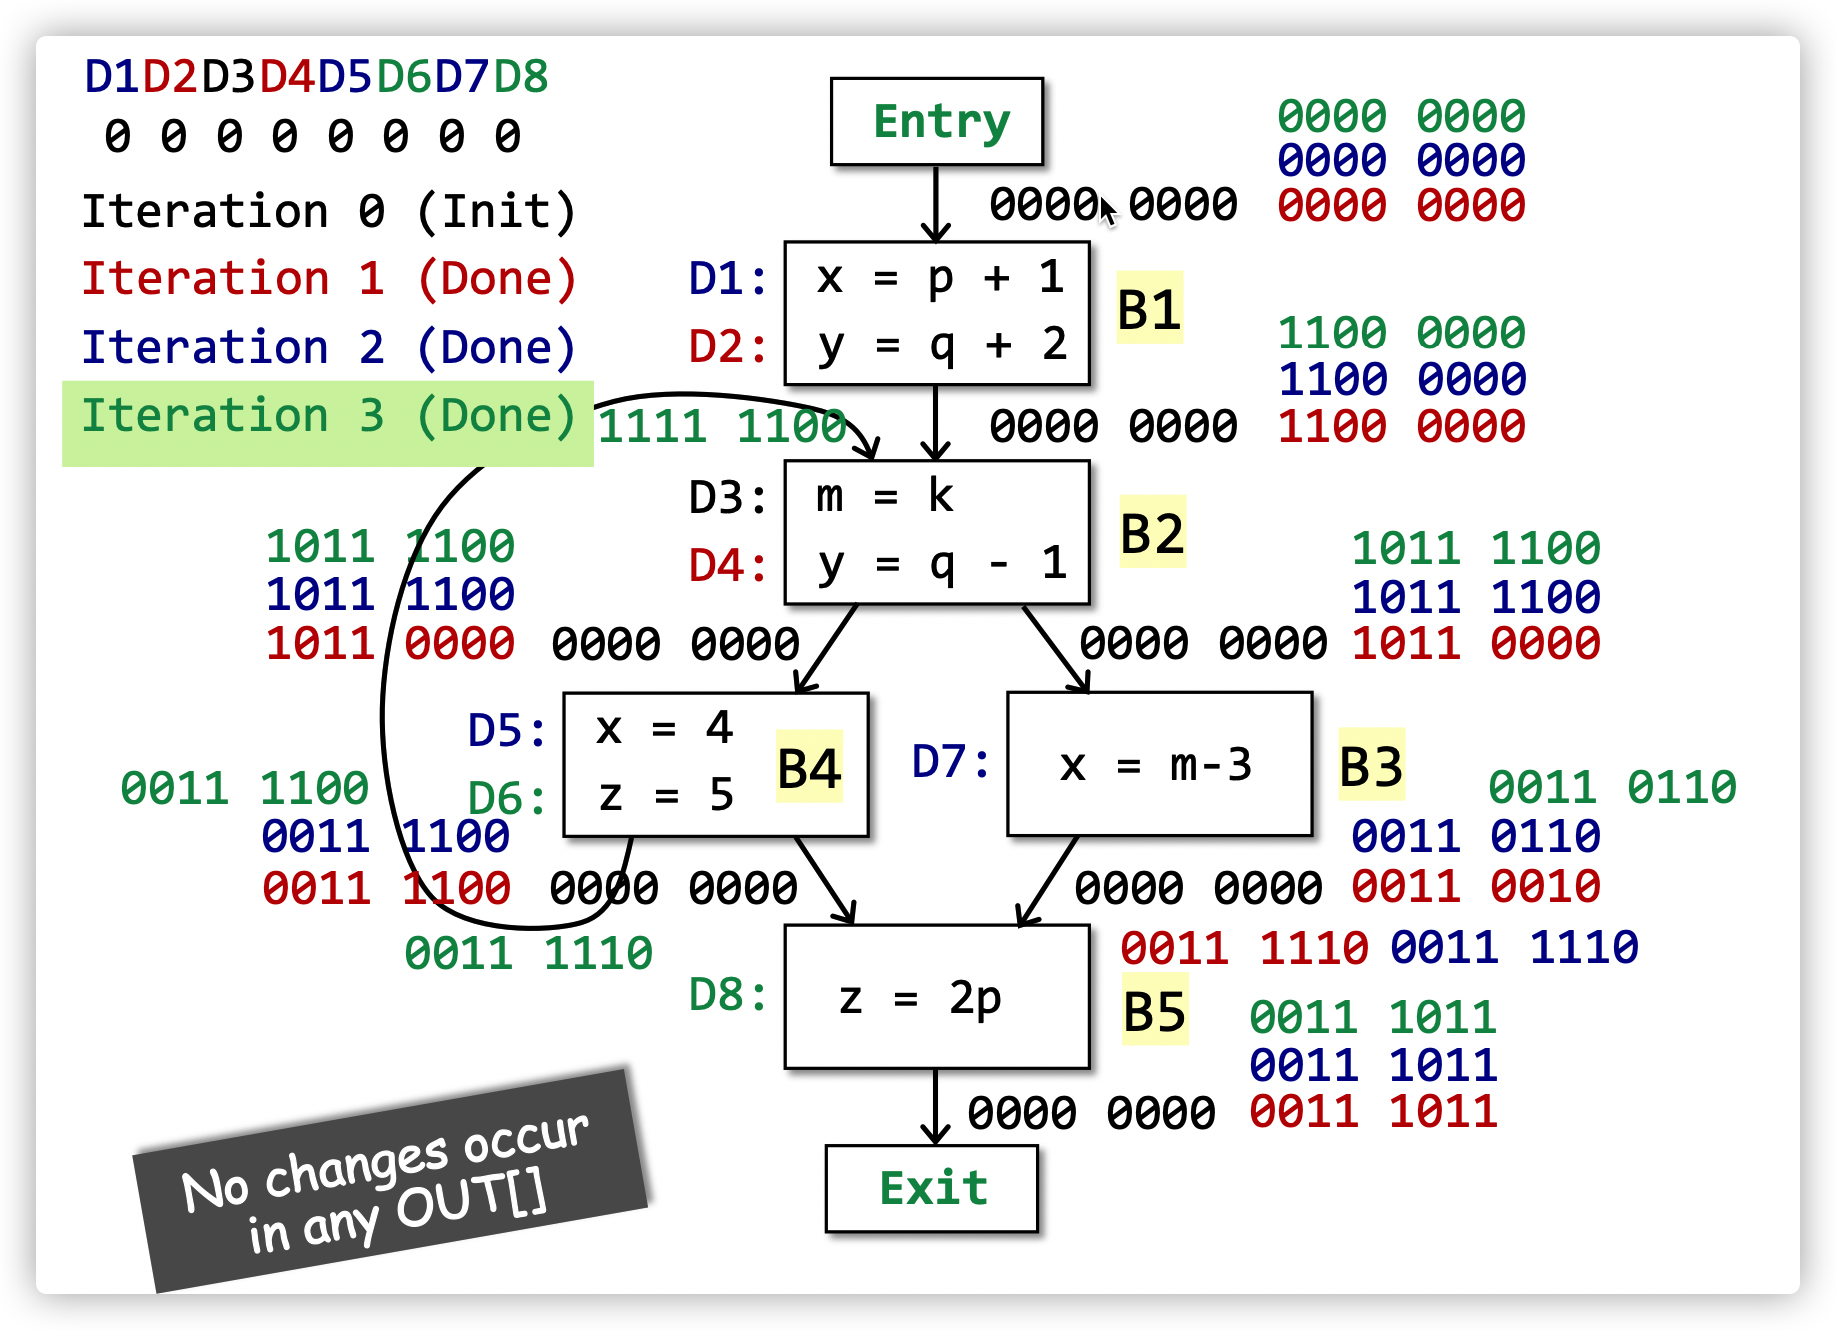 D1D2D3D4D5D6D7D8
0 0 0 0 0 0 0 0
Iteration 0 (Init)
Iteration 1 (Done)
Iteration 2 (Done)
Iteration 3 (Done)
Entry
0000 0000
0000 0000
0000 0000
0000 0000
D1: x = p + 1
D2: y = q + 2
B1
1100 0000
1100 0000
0000 0000 1100 0000
1111 1100
D3: m = k
D4: y = q - 1
B2
1011 1100
1011 1100
1011 0000 0000 0000
1011 1100
1011 1100
0000 0000 1011 0000
D5: x = 4
D6: z = 5
B4
D7: x = m-3
B3
0011 1100
0011 1100
0011 1100 0000 0000
0011 0110
0011 0110
0000 0000 0011 0010
0011 1110
0011 1110 0011 1110
D8: z = 2p
B5
0011 1011
0011 1011
0000 0000 0011 1011
Exit
No changes occur
in any OUT[]